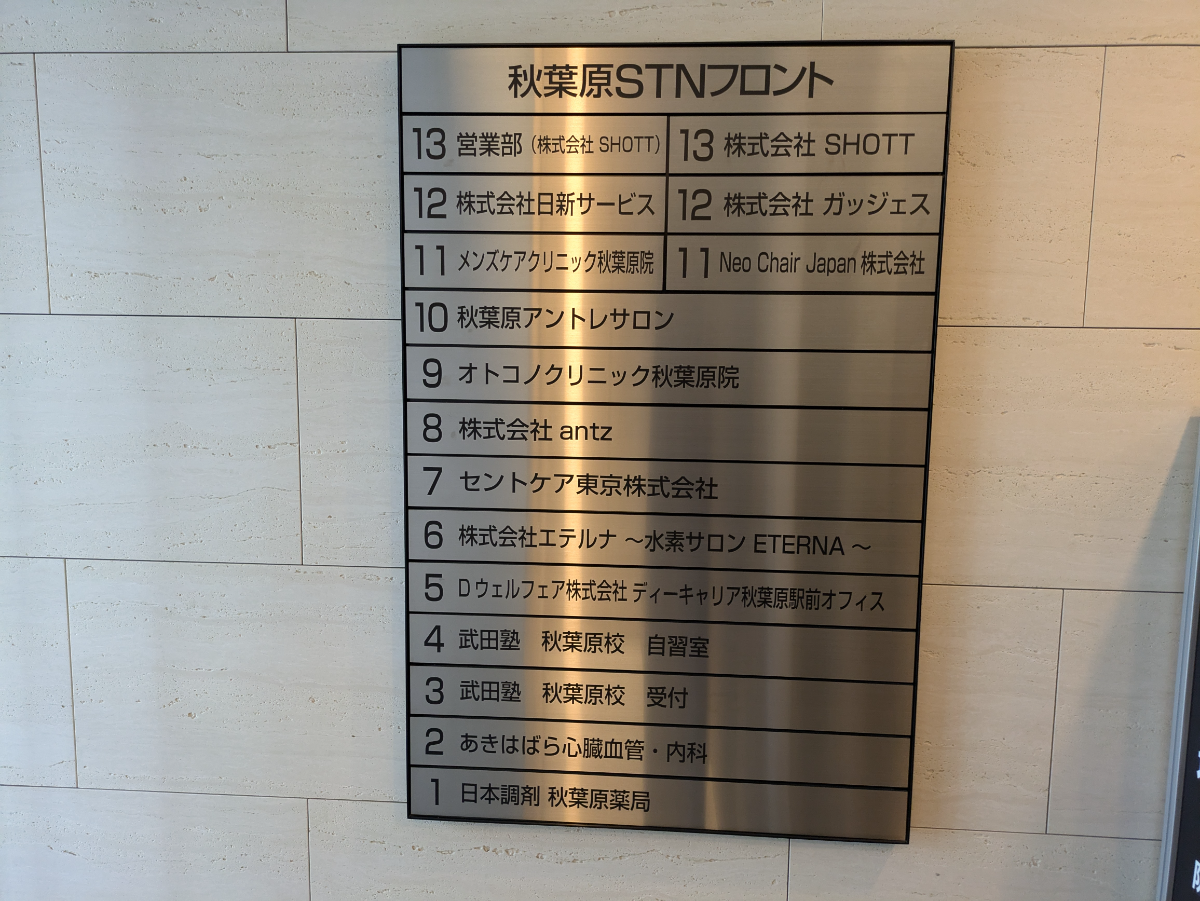 秋葉原STNフロント
13 営業部（株式会社 SHOTT） 13 株式会社 SHOTT
12 株式会社日新サービス 12 株式会社 ガッジェス
11 メンズケアクリニック秋葉原院 11 Neo Chair Japan 株式会社
10 秋葉原アントレサロン
9 オトコノクリニック秋葉原院
8 株式会社 antz
7 セントケア東京株式会社
6 株式会社エテルナ ～水素サロン ETERNA ～
5 D ウェルフェア株式会社 ディーキャリア秋葉原駅前オフィス
4 武田塾　秋葉原校　自習室
3 武田塾　秋葉原校　受付
2 あきはばら心臓血管・内科
1 日本調剤 秋葉原薬局